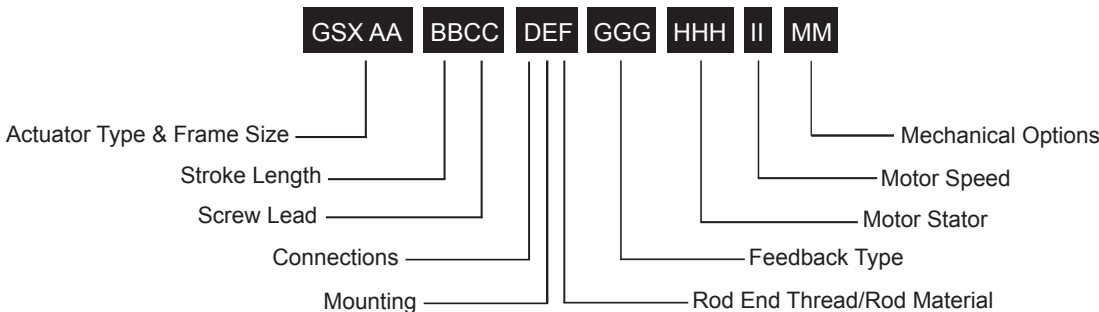 GSX AA BBCC DEF GGG HHH II MM
Actuator Type & Frame Size
Mechanical Options
Stroke Length
Motor Speed
Screw Lead
Motor Stator
Connections
Feedback Type
Mounting
Rod End Thread/Rod Material